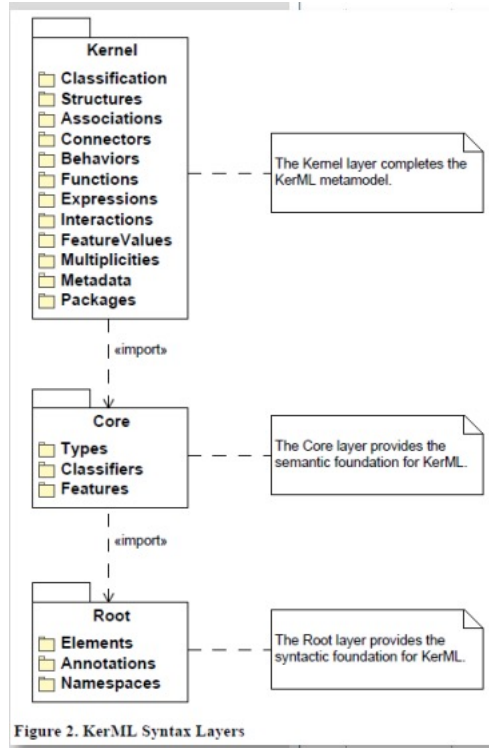 Kernel
Classification
Structures
Associations
Connectors
Behaviors
Functions
Expressions
Interactions
FeatureValues
Multiplicities
Metadata
Packages
The Kernel layer completes the
KerML metamodel.
«import»
Core
Types
Classifiers
Features
The Core layer provides the
semantic foundation for KerML.
«import»
Root
Elements
Annotations
Namespaces
The Root layer provides the
syntactic foundation for KerML.
Figure 2. KerML Syntax Layers